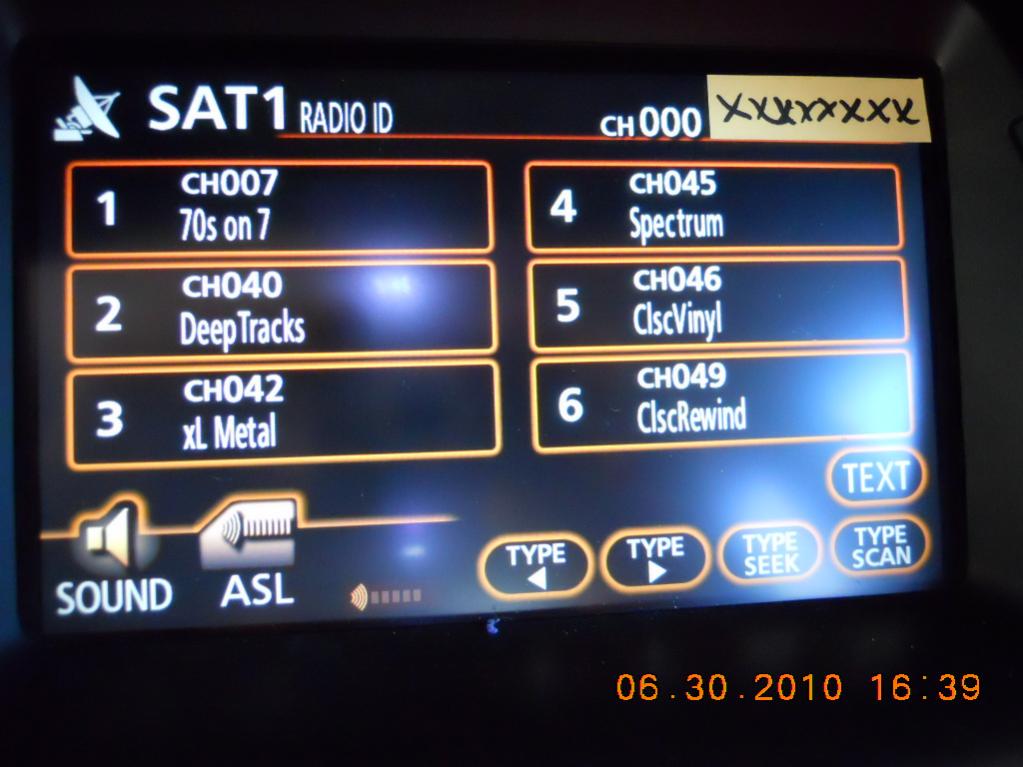 SAT1 RADIO ID CH000 XXXXXXXX
1 CH007
70s on 7
2 CH040
DeepTracks
3 CH042
xL Metal
4 CH045
Spectrum
5 CH046
ClscVinyl
6 CH049
ClscRewind
TEXT
SOUND
ASL
TYPE
TYPE
TYPE
SEEK
TYPE
SCAN
06.30.2010 16:39